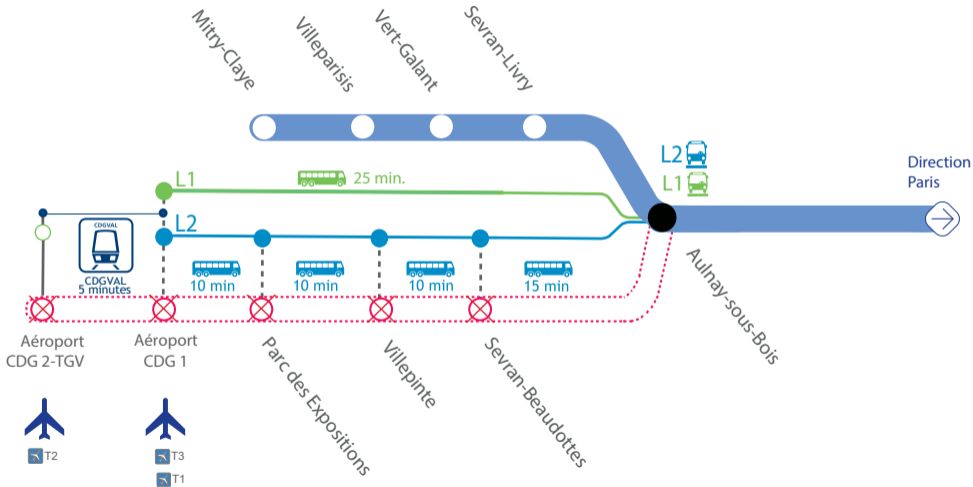 Mitry-Claye
Villeparisis
Vert-Galant
Sevran-Livry
L2
L1
Direction
Paris
L1
25 min.
L2
CDGVAL
CDGVAL
5 minutes
10 min
10 min
10 min
15 min
Aulnay-sous-Bois
Aéroport
CDG 2-TGV
Aéroport
CDG 1
Parc des Expositions
Villepinte
Sevran-Beaudottes
T2
T3
T1